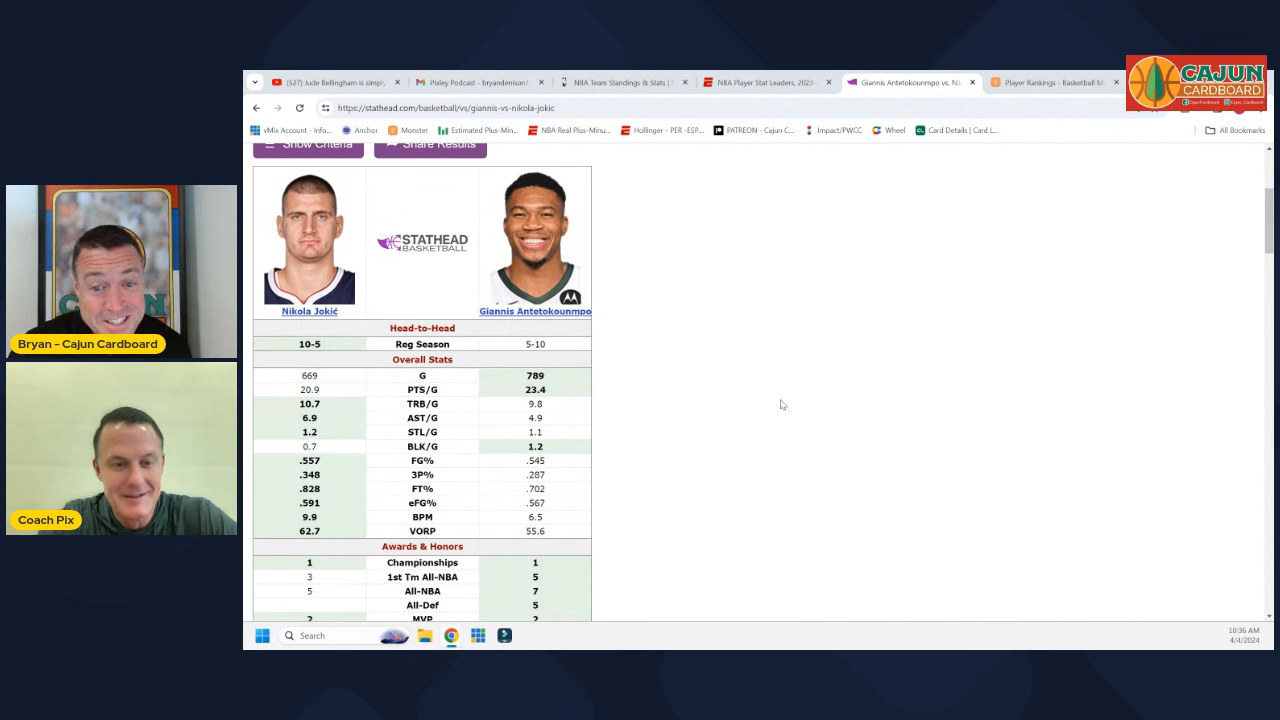 (527) Jude Bellingham is simply
Pixley Podcast - bryandenison
NBA Team Standings & Stats | N
NBA Player Stat Leaders, 2023-
Giannis Antetokounmpo vs. Nik
Player Rankings - Basketball M
CAJUN
CARDBOARD
CajunCardboard
Cajun_Cardboard
https://stathead.com/basketball/vs/giannis-vs-nikola-jokic
vMix Account - Info...
Anchor
Monster
Estimated Plus-Min...
NBA Real Plus-Minu...
Hollinger - PER -ESP...
PATREON - Cajun C...
Impact/PWCC
Wheel
Card Details | Card L...
All Bookmarks
Show Criteria
Share Results
STATHEAD
BASKETBALL
Nikola Jokić
Giannis Antetokounmpo
Head-to-Head
10-5 Reg Season 5-10
Overall Stats
669 G 789
20.9 PTS/G 23.4
10.7 TRB/G 9.8
6.9 AST/G 4.9
1.2 STL/G 1.1
0.7 BLK/G 1.2
.557 FG% .545
.348 3P% .287
.828 FT% .702
.591 eFG% .567
9.9 BPM 6.5
62.7 VORP 55.6
Awards & Honors
1 Championships 1
3 1st Tm All-NBA 5
5 All-NBA 7
All-Def 5
2 MVP 2
Bryan - Cajun Cardboard
Coach Pix
Search
10:36 AM
4/4/2024